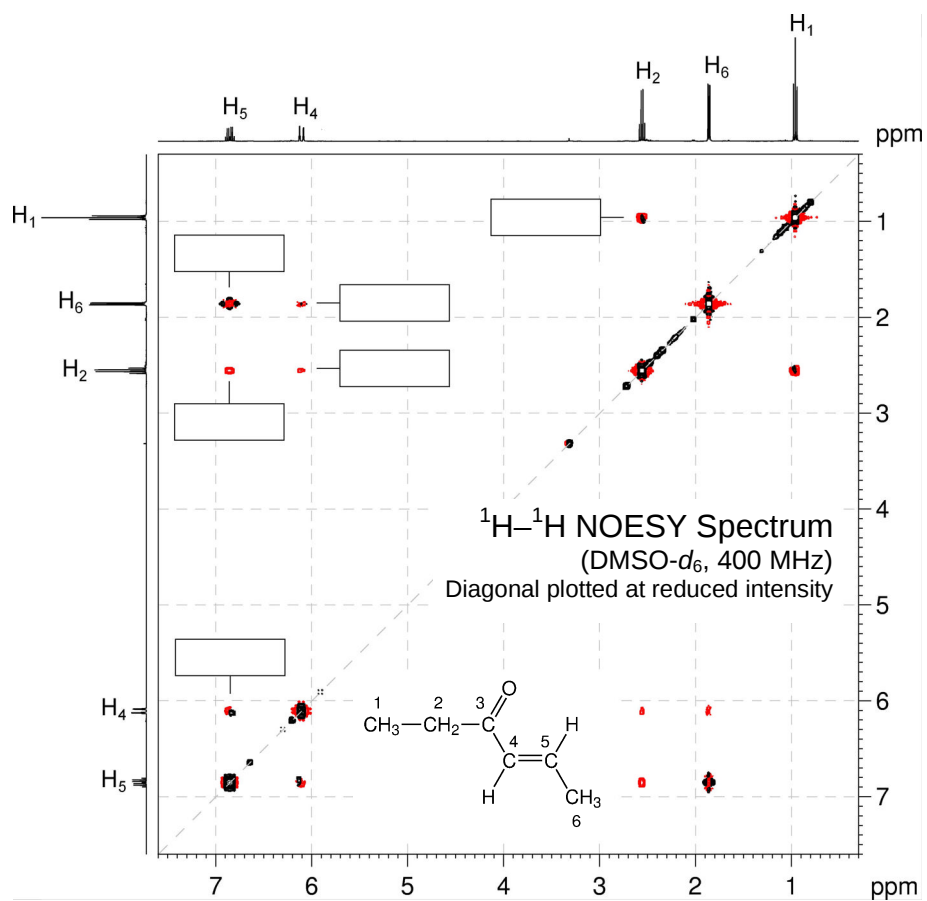 H₁
H₂
H₆
H₅
H₄
ppm
H₁
1
H₆
2
H₂
3
4
¹H–¹H NOESY Spectrum
(DMSO-d₆, 400 MHz)
Diagonal plotted at reduced intensity
5
H₄
6
O
1
2
3
H
CH₃
CH₂
C
4
5
C
C
H
CH₃
6
H₅
7
7
6
5
4
3
2
1
ppm